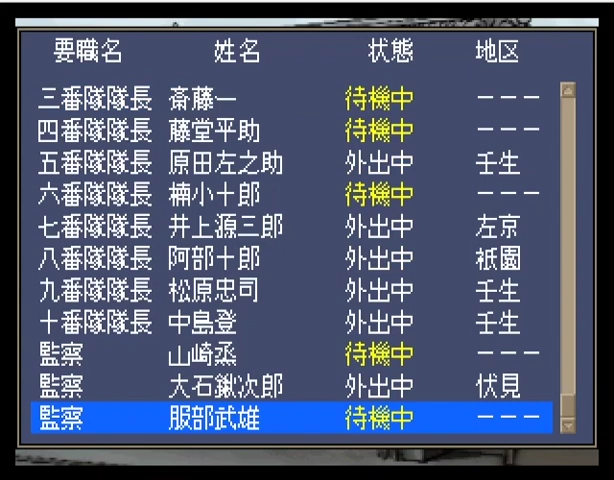 要職名 姓名 状態 地区
三番隊隊長 斎藤一 待機中 ---
四番隊隊長 藤堂平助 待機中 ---
五番隊隊長 原田左之助 外出中 壬生
六番隊隊長 楠小十郎 待機中 ---
七番隊隊長 井上源三郎 外出中 左京
八番隊隊長 阿部十郎 外出中 祇園
九番隊隊長 松原忠司 外出中 壬生
十番隊隊長 中島登 外出中 壬生
監察 山崎烝 待機中 ---
監察 大石鍬次郎 外出中 伏見
監察 服部武雄 待機中 ---